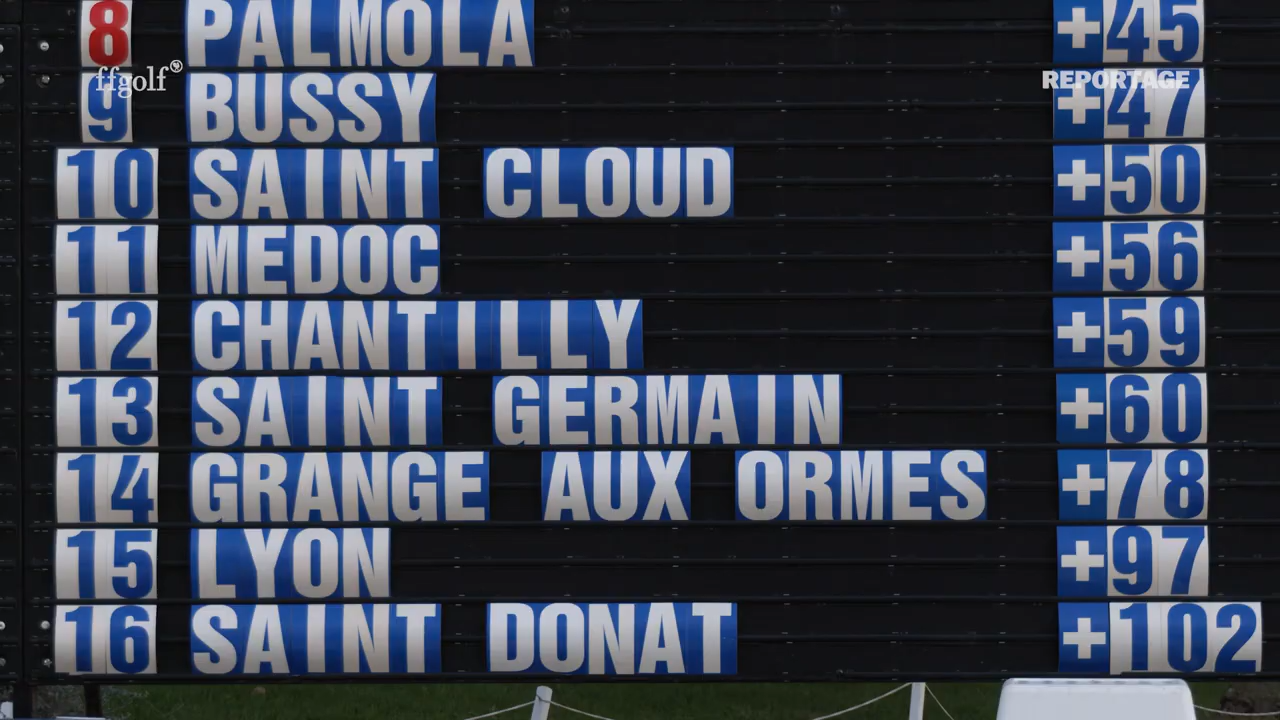 8 PALMOLA +45
ffgolf REPORTAGE
9 BUSSY +47
10 SAINT CLOUD +50
11 MEDOC +56
12 CHANTILLY +59
13 SAINT GERMAIN +60
14 GRANGE AUX ORMES +78
15 LYON +97
16 SAINT DONAT +102